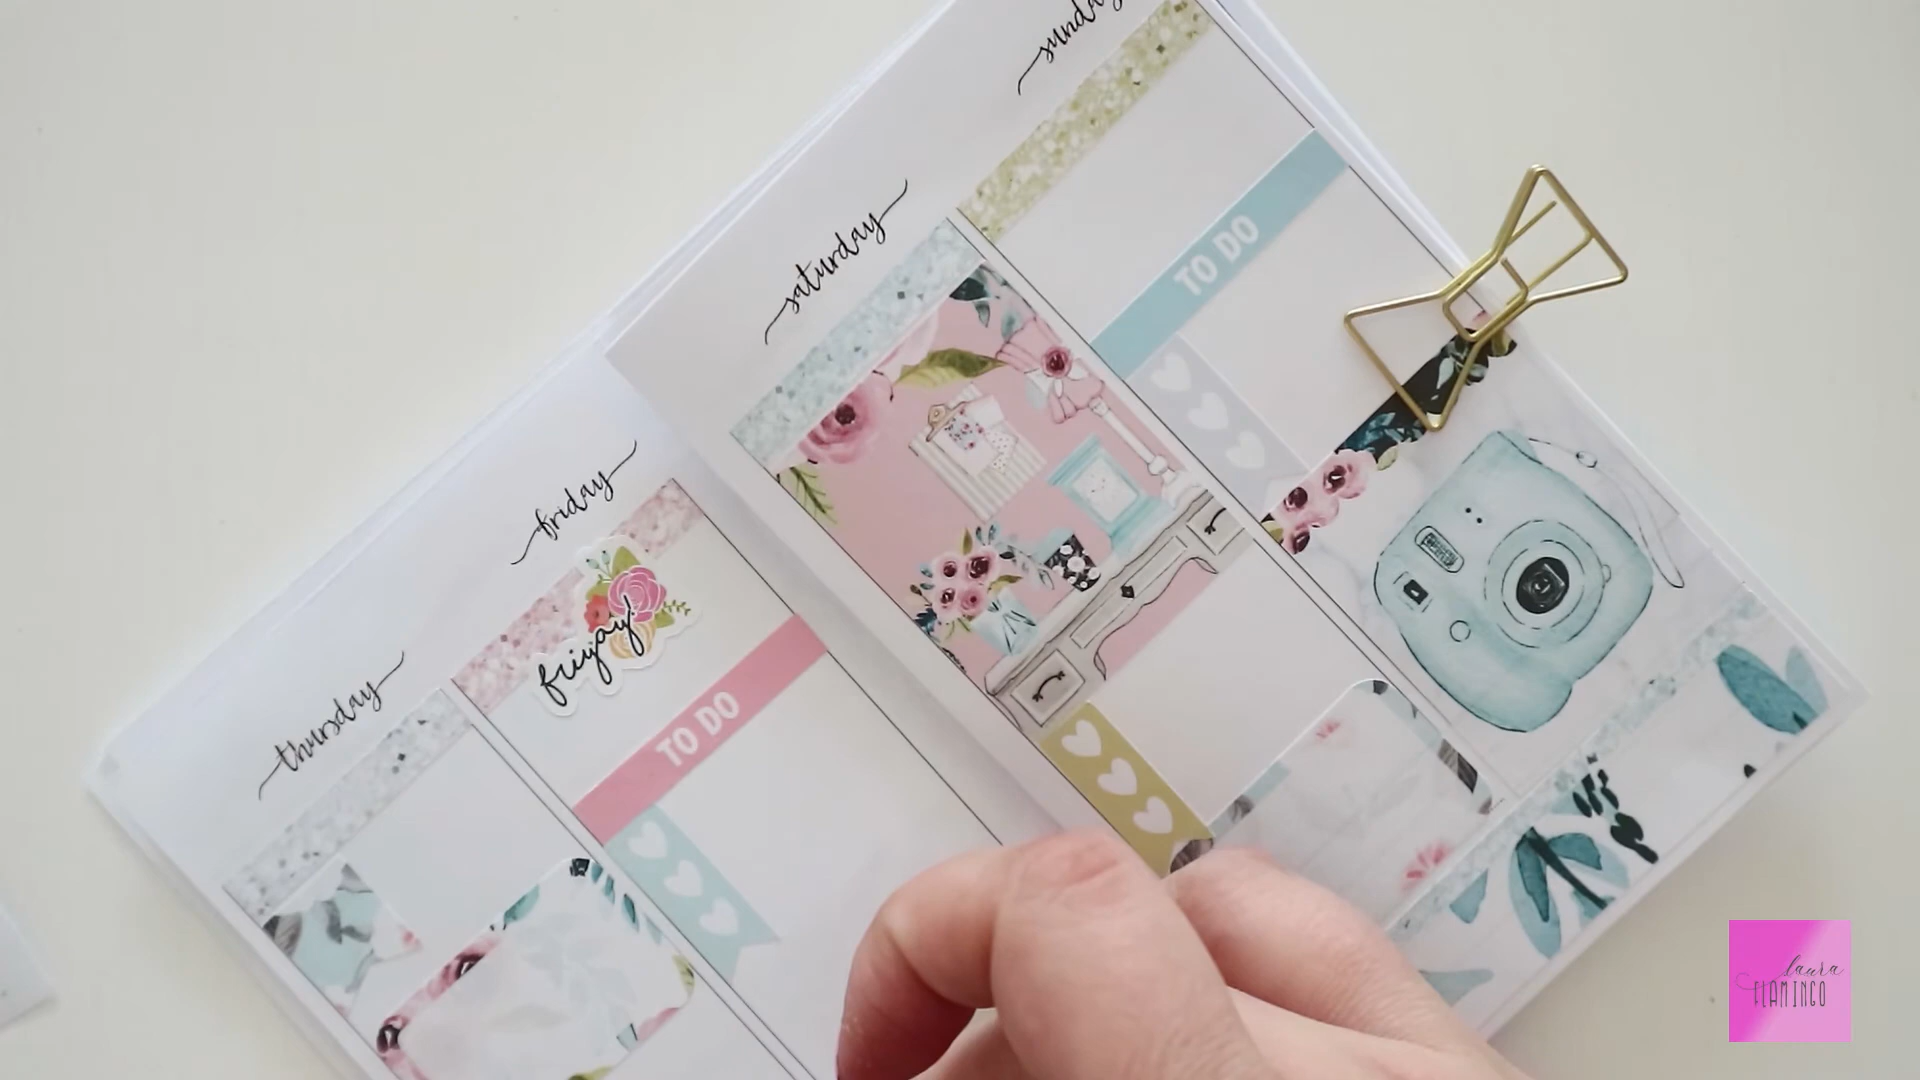 thursday
friday
friyay!
TO DO
saturday
sunday
TO DO
laura
FLAMINGO